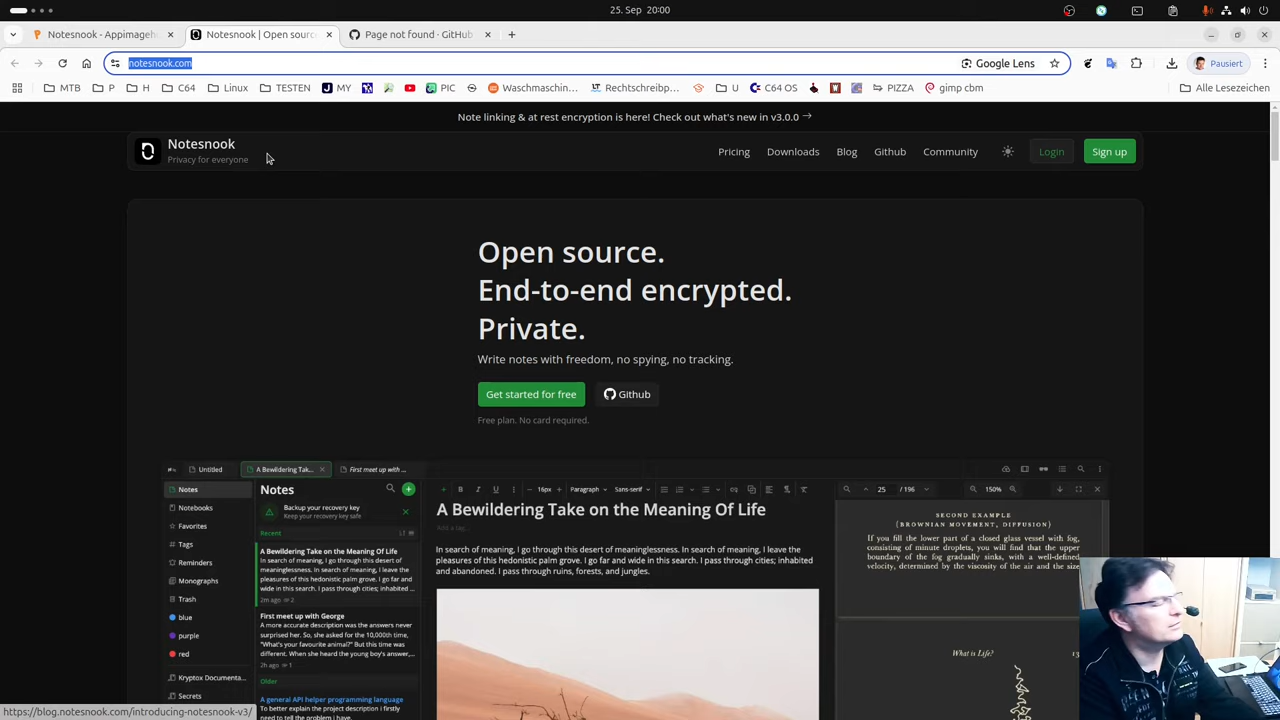 25. Sep 20:00
Notesnook - Appimageh
Notesnook | Open sour
Page not found · GitHub
notesnook.com
Google Lens
Pausiert
MTB
P
H
C64
Linux
TESTEN
MY
PIC
Waschmaschin...
Rechtschreibpr...
U
C64 OS
PIZZA
gimp cbm
Alle Lesezeichen
Note linking & at rest encryption is here! Check out what's new in v3.0.0
Notesnook
Privacy for everyone
Pricing
Downloads
Blog
Github
Community
Login
Sign up
Open source.
End-to-end encrypted.
Private.
Write notes with freedom, no spying, no tracking.
Get started for free
Github
Free plan. No card required.
Untitled
A Bewildering Tak...
First meet up with ...
Notes
Notebooks
Favorites
Tags
Reminders
Monographs
Trash
blue
purple
red
Kryptox Documenta...
Secrets
Notes
Backup your recovery key
Keep your recovery key safe
Recent
A Bewildering Take on the Meaning Of Life
In search of meaning, I go through this desert of
meaninglessness. In search of meaning, I leave the
pleasures of this hedonistic palm grove. I go far and
wide in this search. I pass through cities; inhabited ...
2m ago
2
First meet up with George
A more accurate description was the answers never
surprised her. So, she asked for the 10,000th time,
"What's your favourite animal?" But this time was
different. When she heard the young boy's answer,...
2h ago
1
Older
A general API helper programming language
To better explain the project description i firstly
need to tell the problem i have.
16px
Paragraph
Sans-serif
A Bewildering Take on the Meaning Of Life
Add a tag...
In search of meaning, I go through this desert of meaninglessness. In search of meaning, I leave the
pleasures of this hedonistic palm grove. I go far and wide in this search. I pass through cities; inhabited
and abandoned. I pass through ruins, forests, and jungles.
25 / 196
150%
SECOND EXAMPLE
(BROWNIAN MOVEMENT, DIFFUSION)
If you fill the lower part of a closed glass vessel with fog,
consisting of minute droplets, you will find that the upper
boundary of the fog gradually sinks, with a well-defined
velocity, determined by the viscosity of the air and the size
What is Life?
https://blog.notesnook.com/introducing-notesnook-v3/